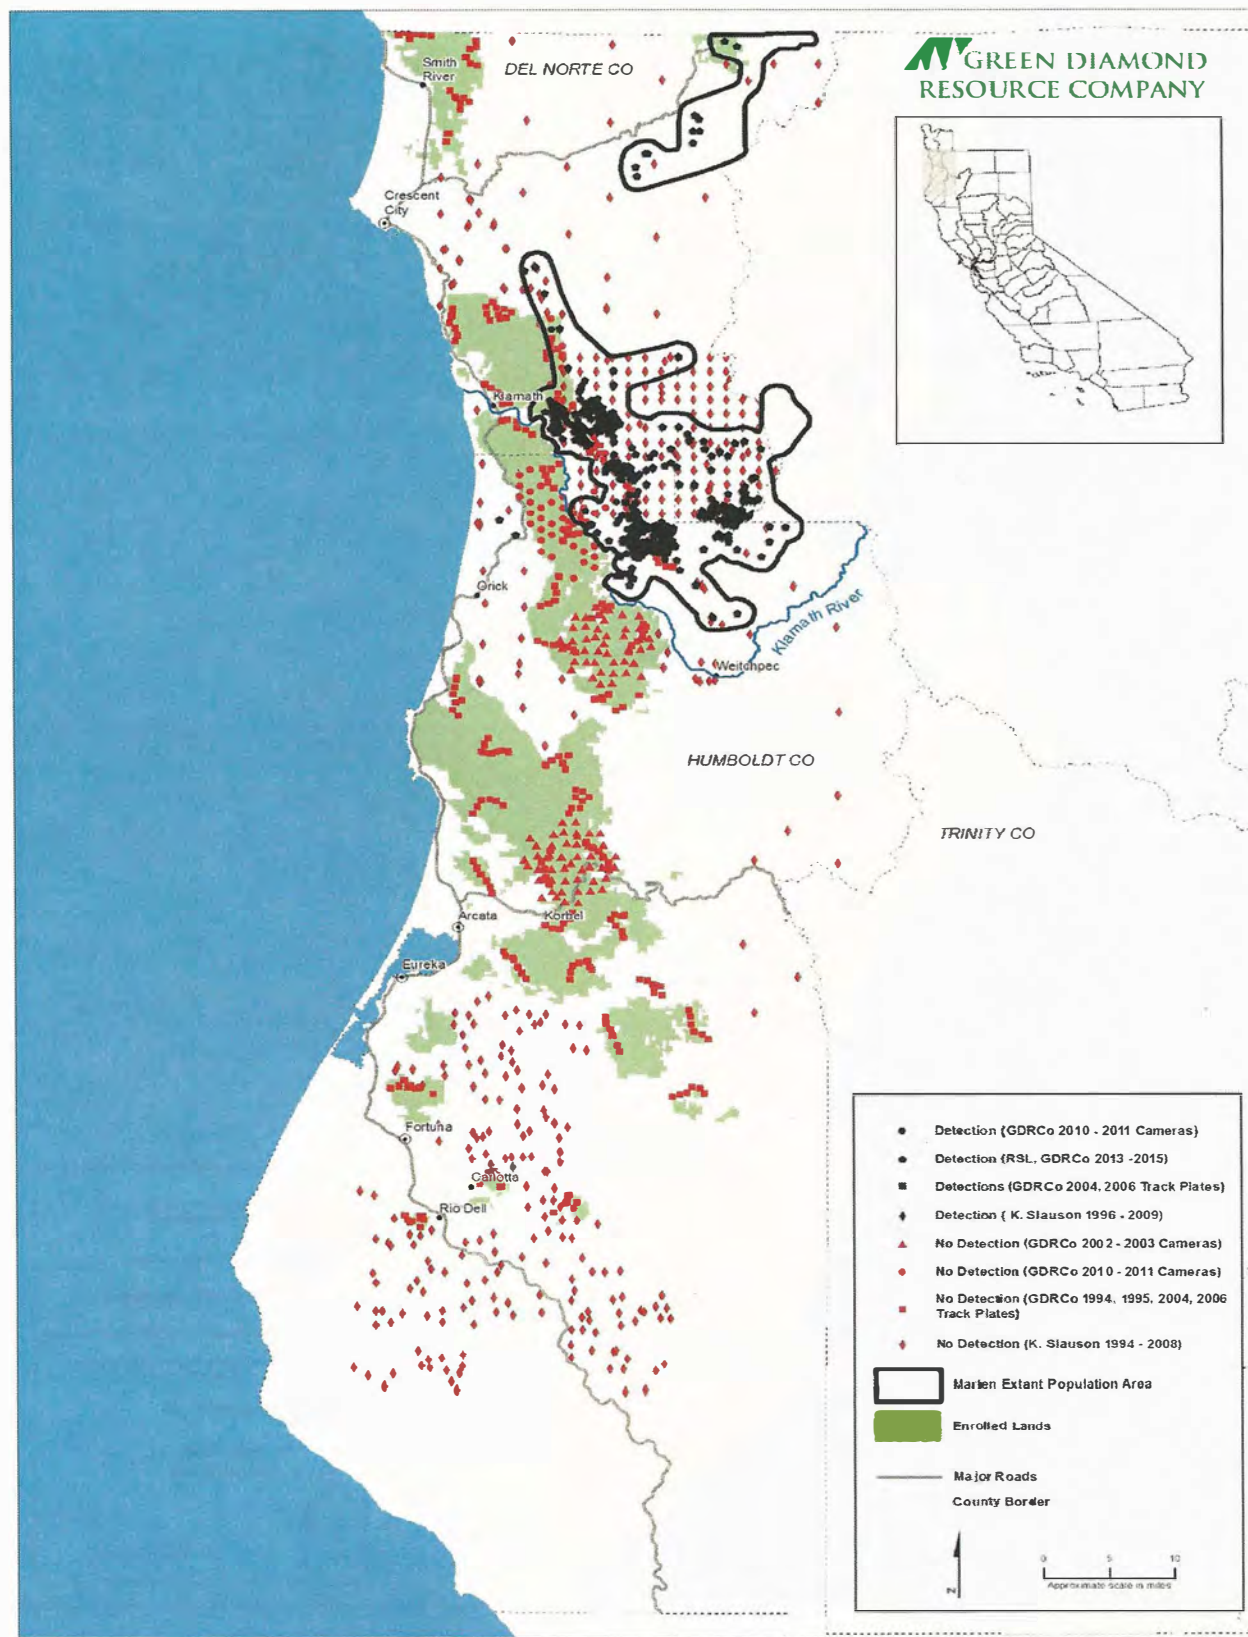 GREEN DIAMOND
RESOURCE COMPANY
DEL NORTE CO
Smith
River
Crescent
City
Klamath
Orick
Klamath River
Weitchpec
HUMBOLDT CO
TRINITY CO
Arcata
Korbel
Eureka
Fortuna
Carlotta
Rio Dell
Detection (GDRCo 2010 - 2011 Cameras)
Detection (RSL, GDRCo 2013 -2015)
Detections (GDRCo 2004, 2006 Track Plates)
Detection ( K. Slauson 1996 - 2009)
No Detection (GDRCo 2002 - 2003 Cameras)
No Detection (GDRCo 2010 - 2011 Cameras)
No Detection (GDRCo 1994, 1995, 2004, 2006
Track Plates)
No Detection (K. Slauson 1994 - 2008)
Marten Extant Population Area
Enrolled Lands
Major Roads
County Border
N
0 5 10
Approximate scale in miles